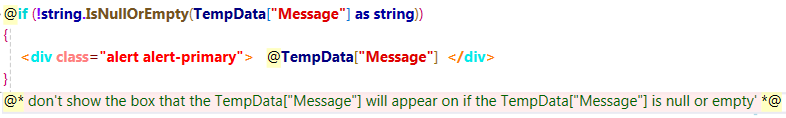 @if (!string.IsNullOrEmpty(TempData["Message"] as string))
{
<div class="alert alert-primary"> @TempData["Message"] </div>
}
@* don't show the box that the TempData["Message"] will appear on if the TempData["Message"] is null or empty' *@